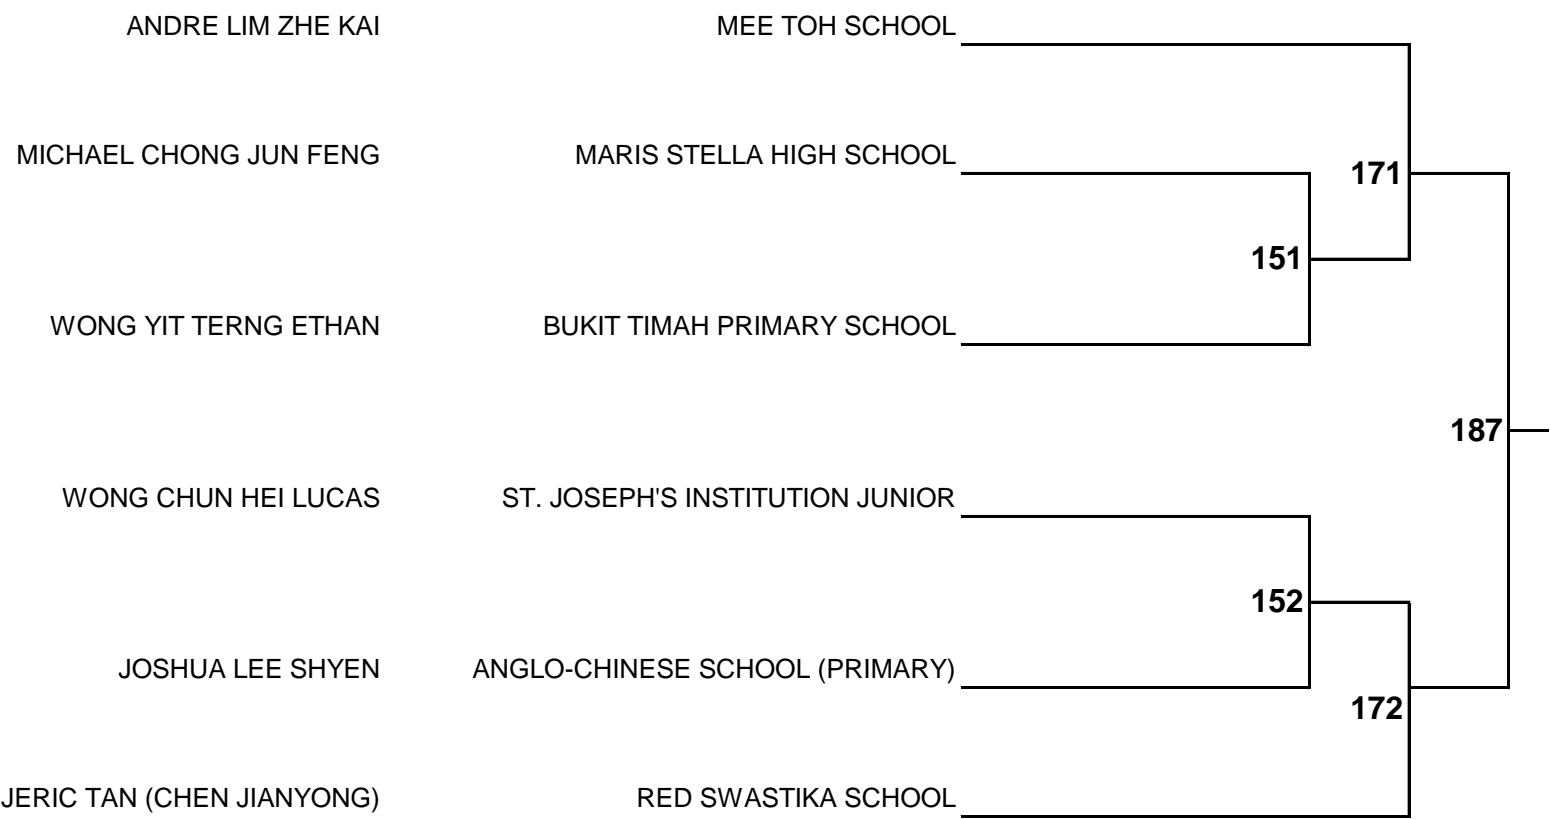 ANDRE LIM ZHE KAI MEE TOH SCHOOL
MICHAEL CHONG JUN FENG MARIS STELLA HIGH SCHOOL
171
151
WONG YIT TERNG ETHAN BUKIT TIMAH PRIMARY SCHOOL
187
WONG CHUN HEI LUCAS ST. JOSEPH'S INSTITUTION JUNIOR
152
JOSHUA LEE SHYEN ANGLO-CHINESE SCHOOL (PRIMARY)
172
JERIC TAN (CHEN JIANYONG) RED SWASTIKA SCHOOL